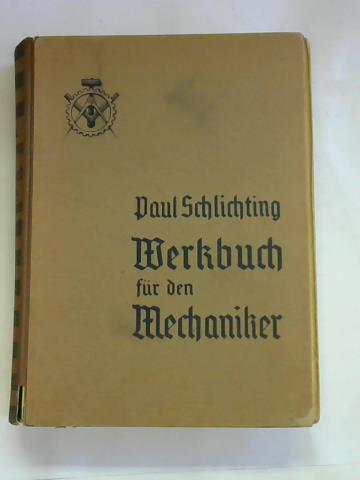 Paul Schlichting
Werkbuch
für den
Mechaniker